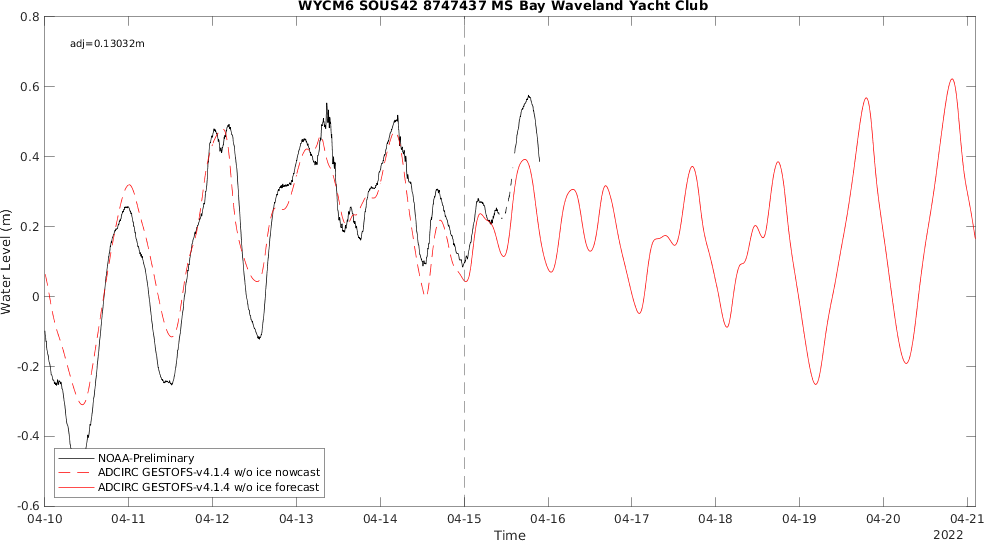 WYCM6 SOUS42 8747437 MS Bay Waveland Yacht Club
adj=0.13032m
0.8
0.6
0.4
0.2
0
-0.2
-0.4
-0.6
Water Level (m)
NOAA-Preliminary
ADCIRC GESTOFS-v4.1.4 w/o ice nowcast
ADCIRC GESTOFS-v4.1.4 w/o ice forecast
04-10 04-11 04-12 04-13 04-14 04-15 04-16 04-17 04-18 04-19 04-20 04-21
Time
2022